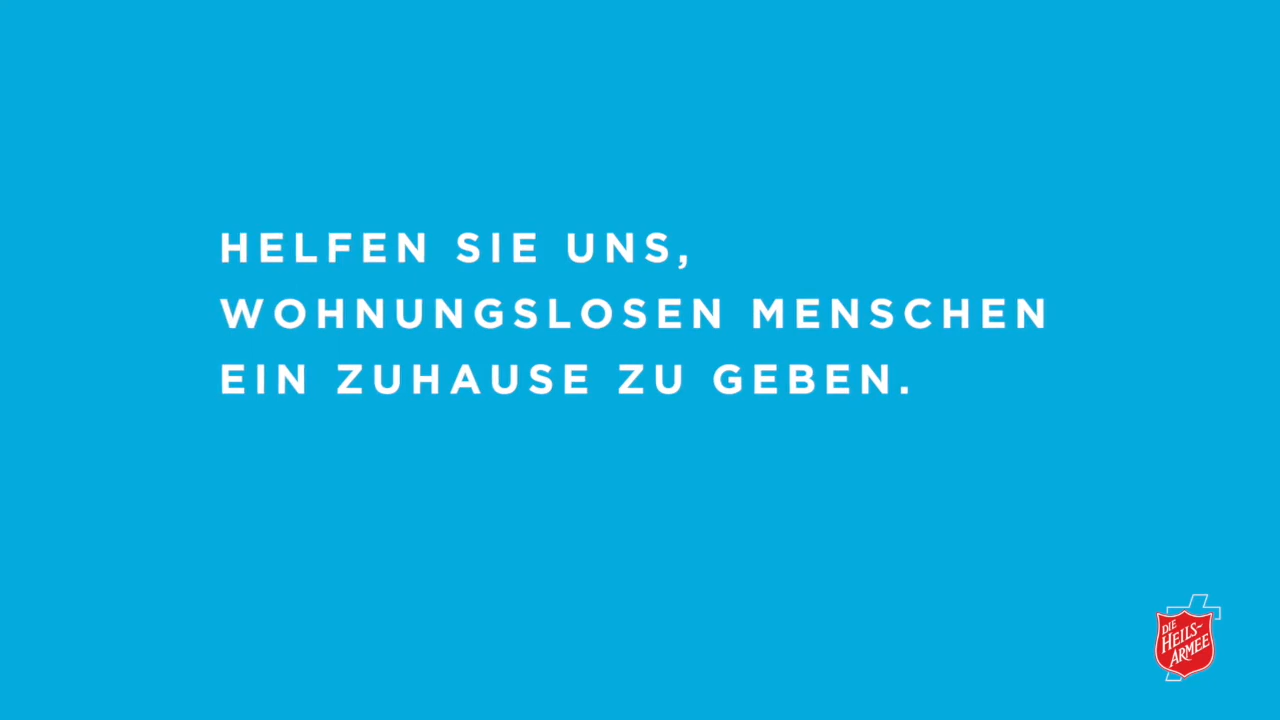 HELFEN SIE UNS,
WOHNUNGSLOSEN MENSCHEN
EIN ZUHAUSE ZU GEBEN.
DIE
HEILS-
ARMEE